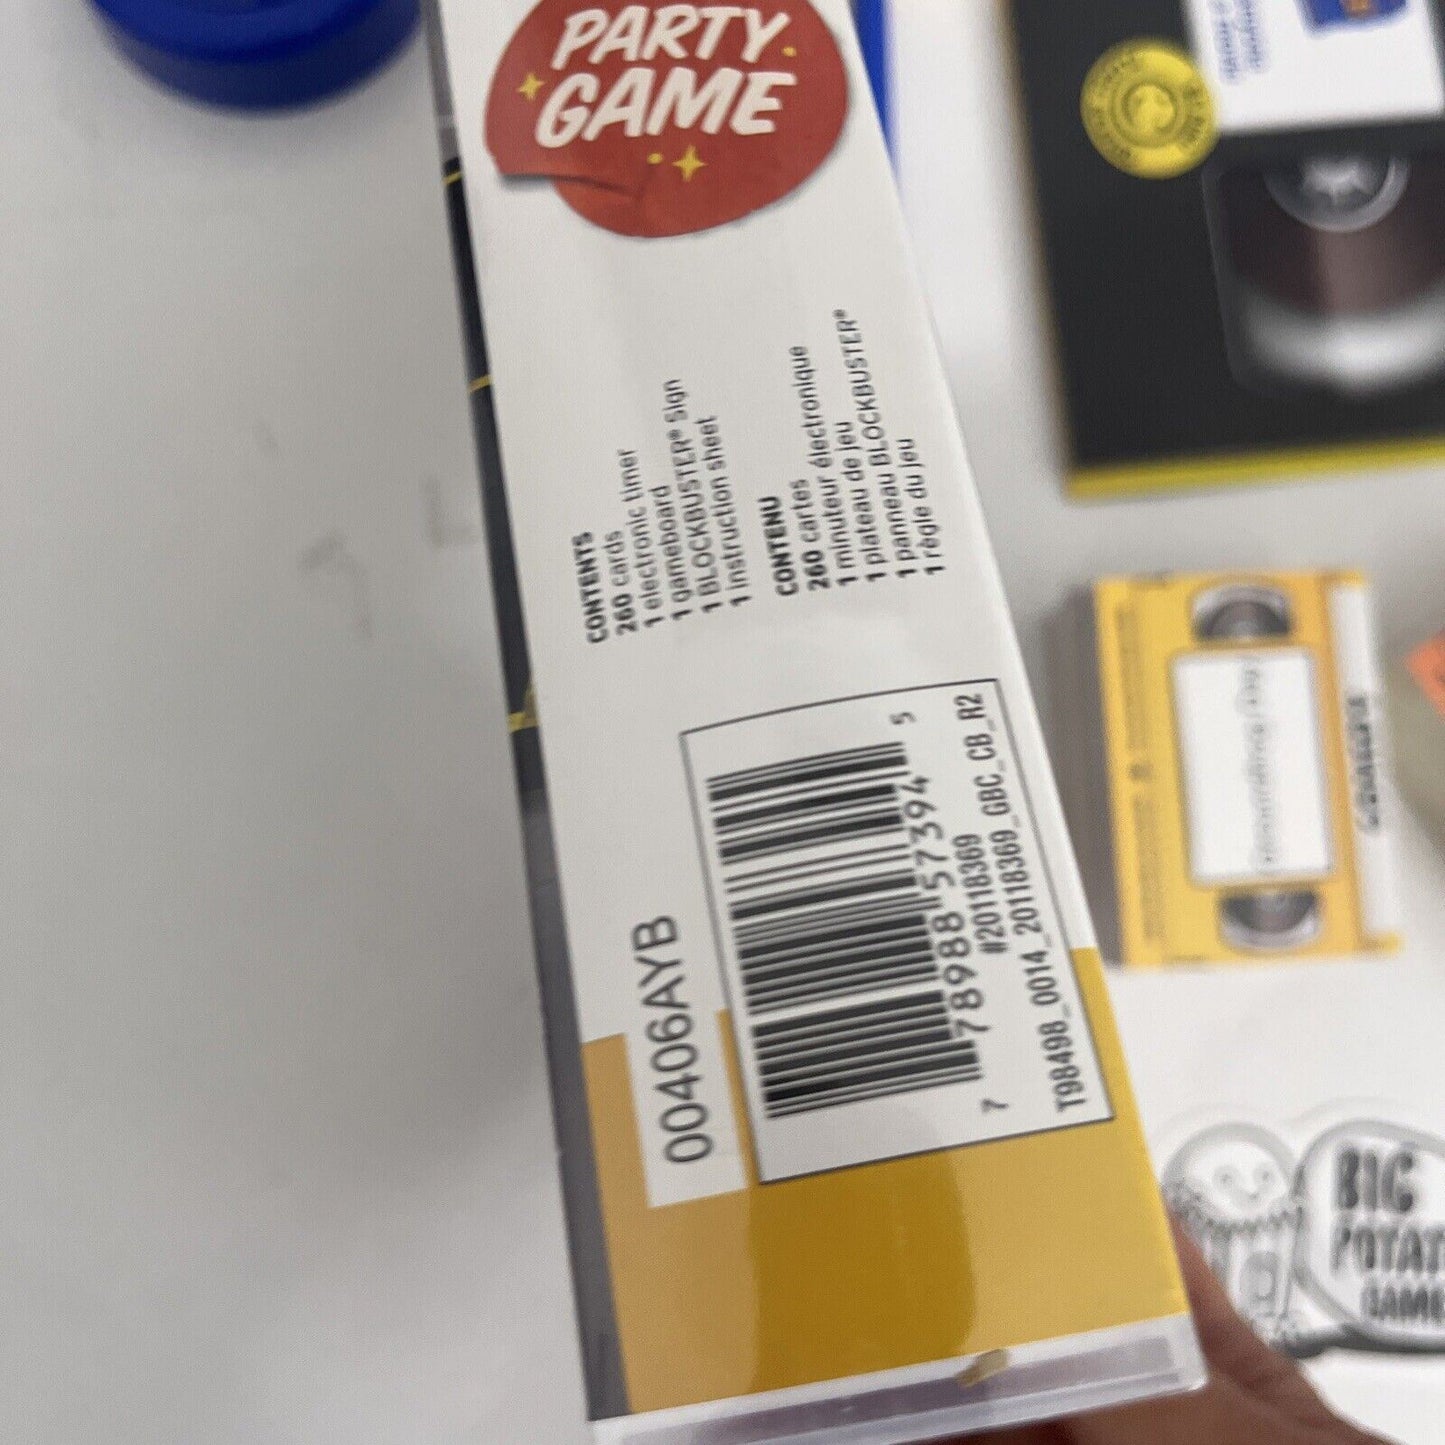 PARTY
GAME
CONTENTS
260 cards
1 electronic timer
1 gameboard
1 BLOCKBUSTER® Sign
1 instruction sheet
CONTENU
260 cartes
1 minuteur électronique
1 plateau de jeu
1 panneau BLOCKBUSTER®
1 règle du jeu
00406AYB
7 78988 57394 5
#20118369
T98498_0014_20118369_GBC_CB_R2
BIG
POTAT
GAME